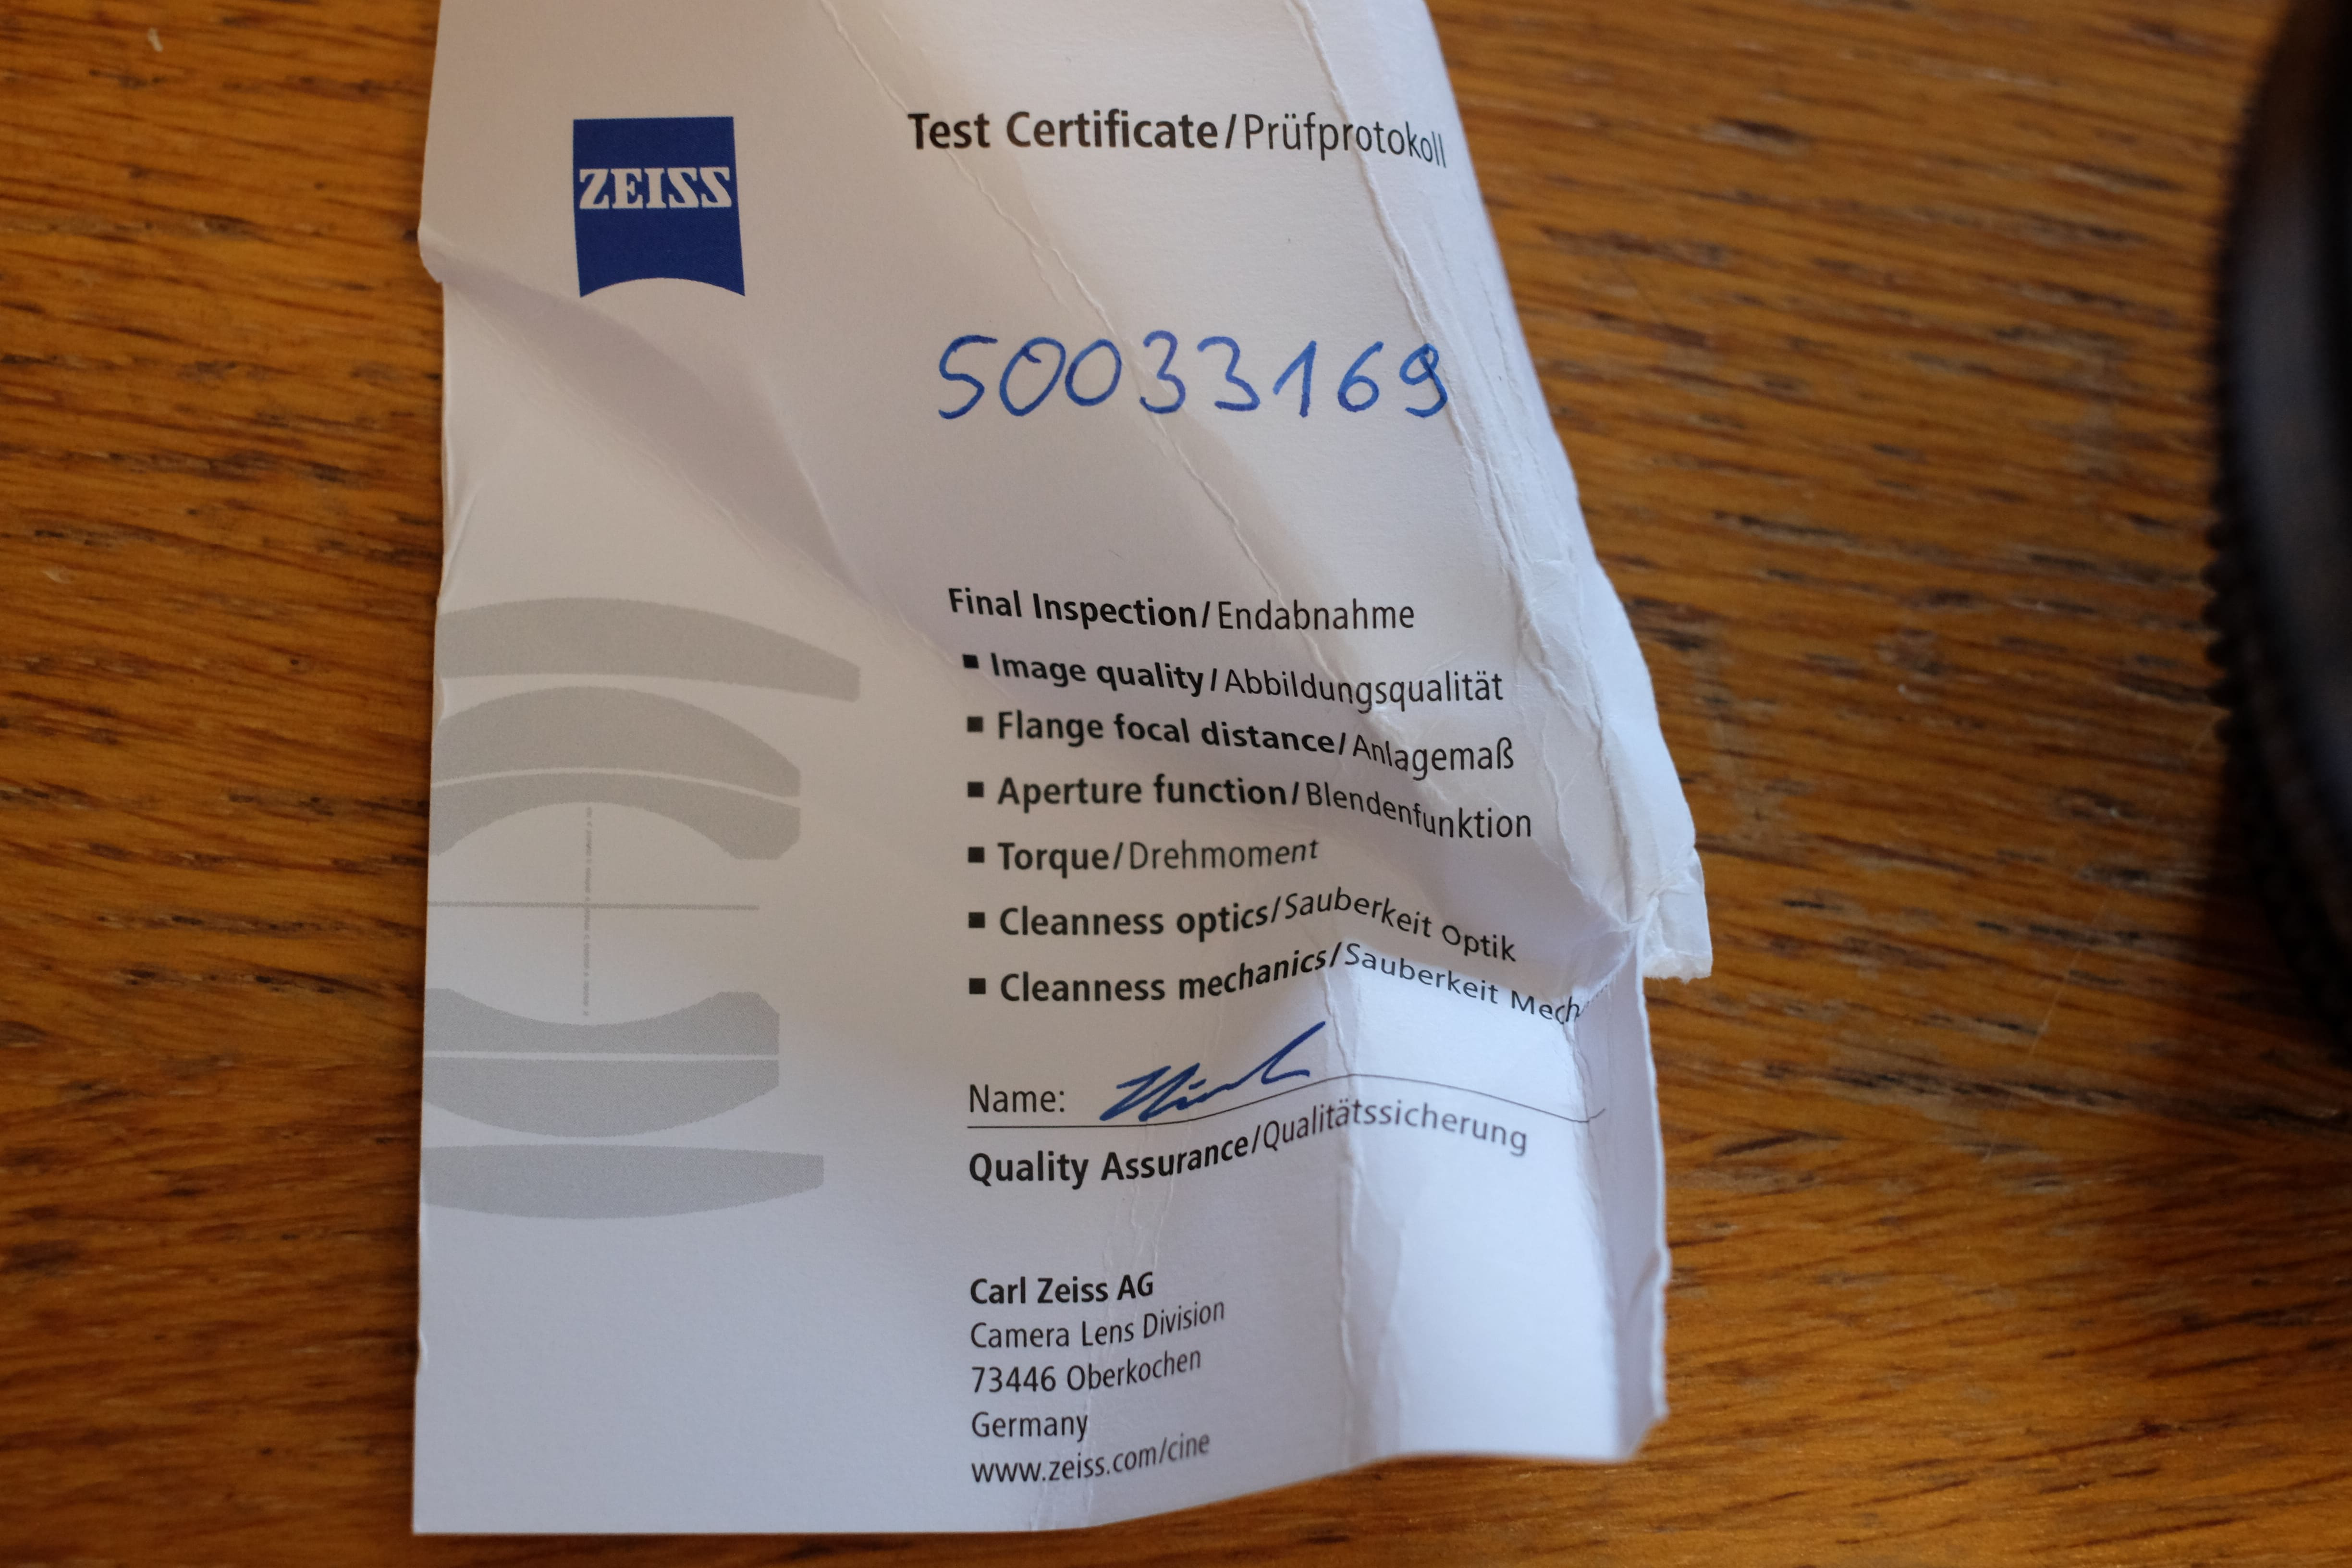 ZEISS
Test Certificate/Prüfprotokoll
50033169
Final Inspection/Endabnahme
▪ Image quality/Abbildungsqualität
▪ Flange focal distance/Anlagemaß
▪ Aperture function/Blendenfunktion
▪ Torque/Drehmoment
▪ Cleanness optics/Sauberkeit Optik
▪ Cleanness mechanics/Sauberkeit Mech
Name:
Quality Assurance/Qualitätssicherung
Carl Zeiss AG
Camera Lens Division
73446 Oberkochen
Germany
www.zeiss.com/cine